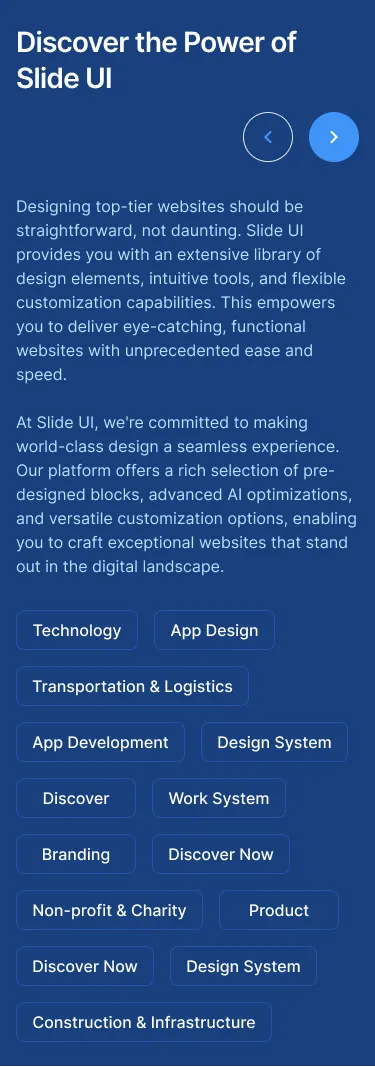 Discover the Power of
Slide UI
Designing top-tier websites should be
straightforward, not daunting. Slide UI
provides you with an extensive library of
design elements, intuitive tools, and flexible
customization capabilities. This empowers
you to deliver eye-catching, functional
websites with unprecedented ease and
speed.
At Slide UI, we're committed to making
world-class design a seamless experience.
Our platform offers a rich selection of pre-
designed blocks, advanced AI optimizations,
and versatile customization options, enabling
you to craft exceptional websites that stand
out in the digital landscape.
Technology App Design
Transportation & Logistics
App Development Design System
Discover Work System
Branding Discover Now
Non-profit & Charity Product
Discover Now Design System
Construction & Infrastructure